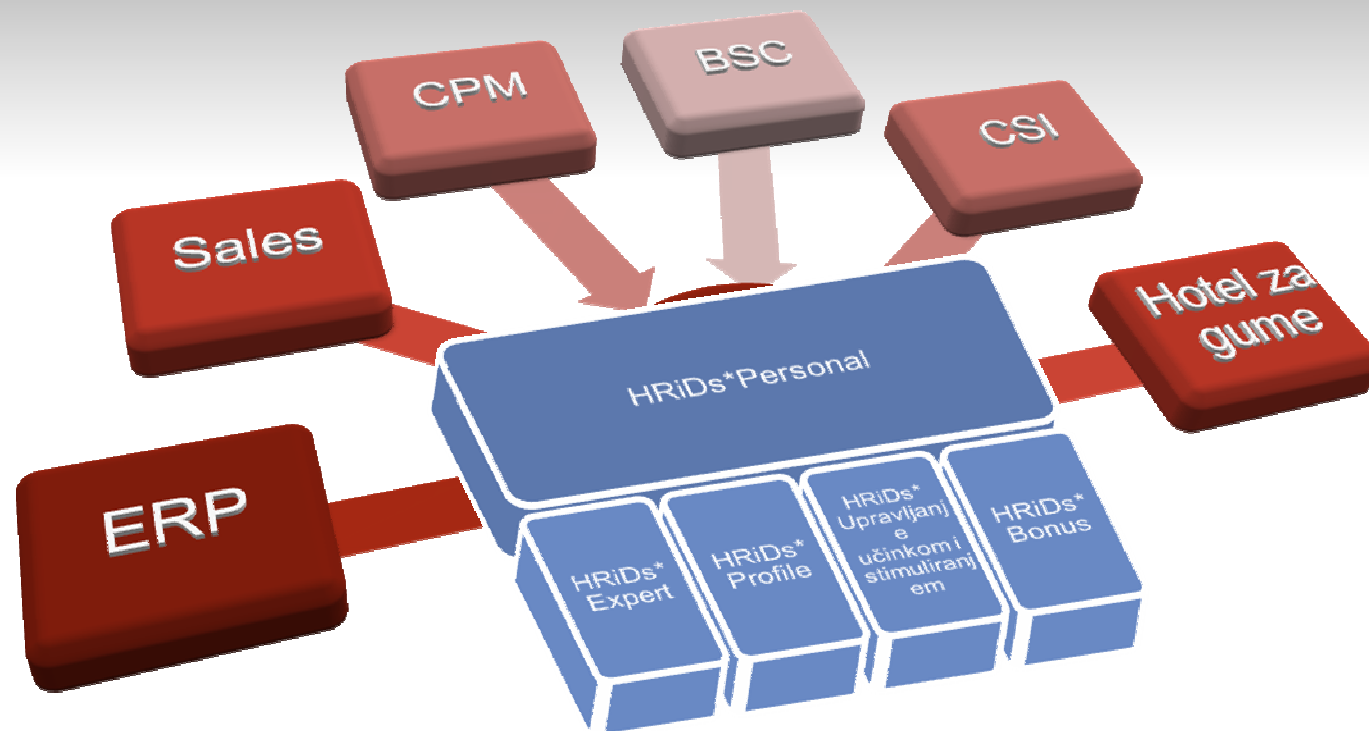 BSC
CPM
CSI
Sales
Hotel za
gume
HRiDs*Personal
ERP
HRiDs*
Expert
HRiDs*
Profile
HRiDs*
Upravljanj
e
učinkom i
stimuliranj
em
HRiDs*
Bonus